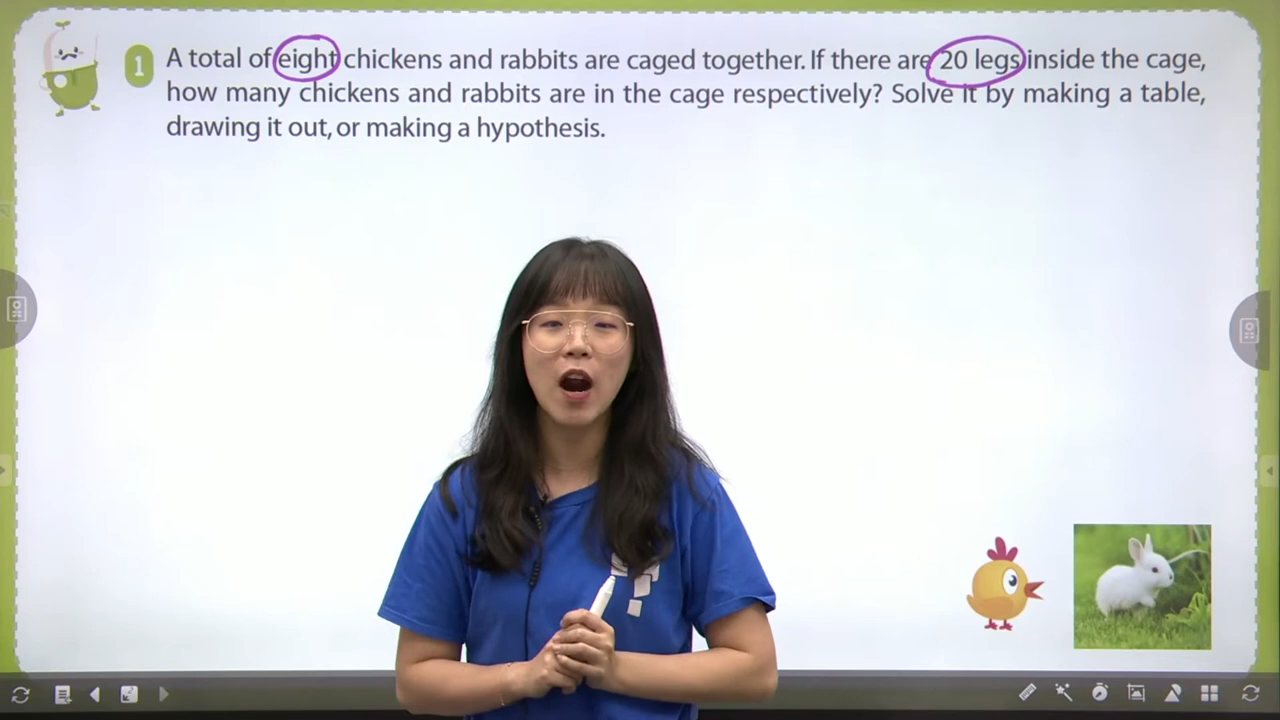 1 A total of eight chickens and rabbits are caged together. If there are 20 legs inside the cage,
how many chickens and rabbits are in the cage respectively? Solve it by making a table,
drawing it out, or making a hypothesis.